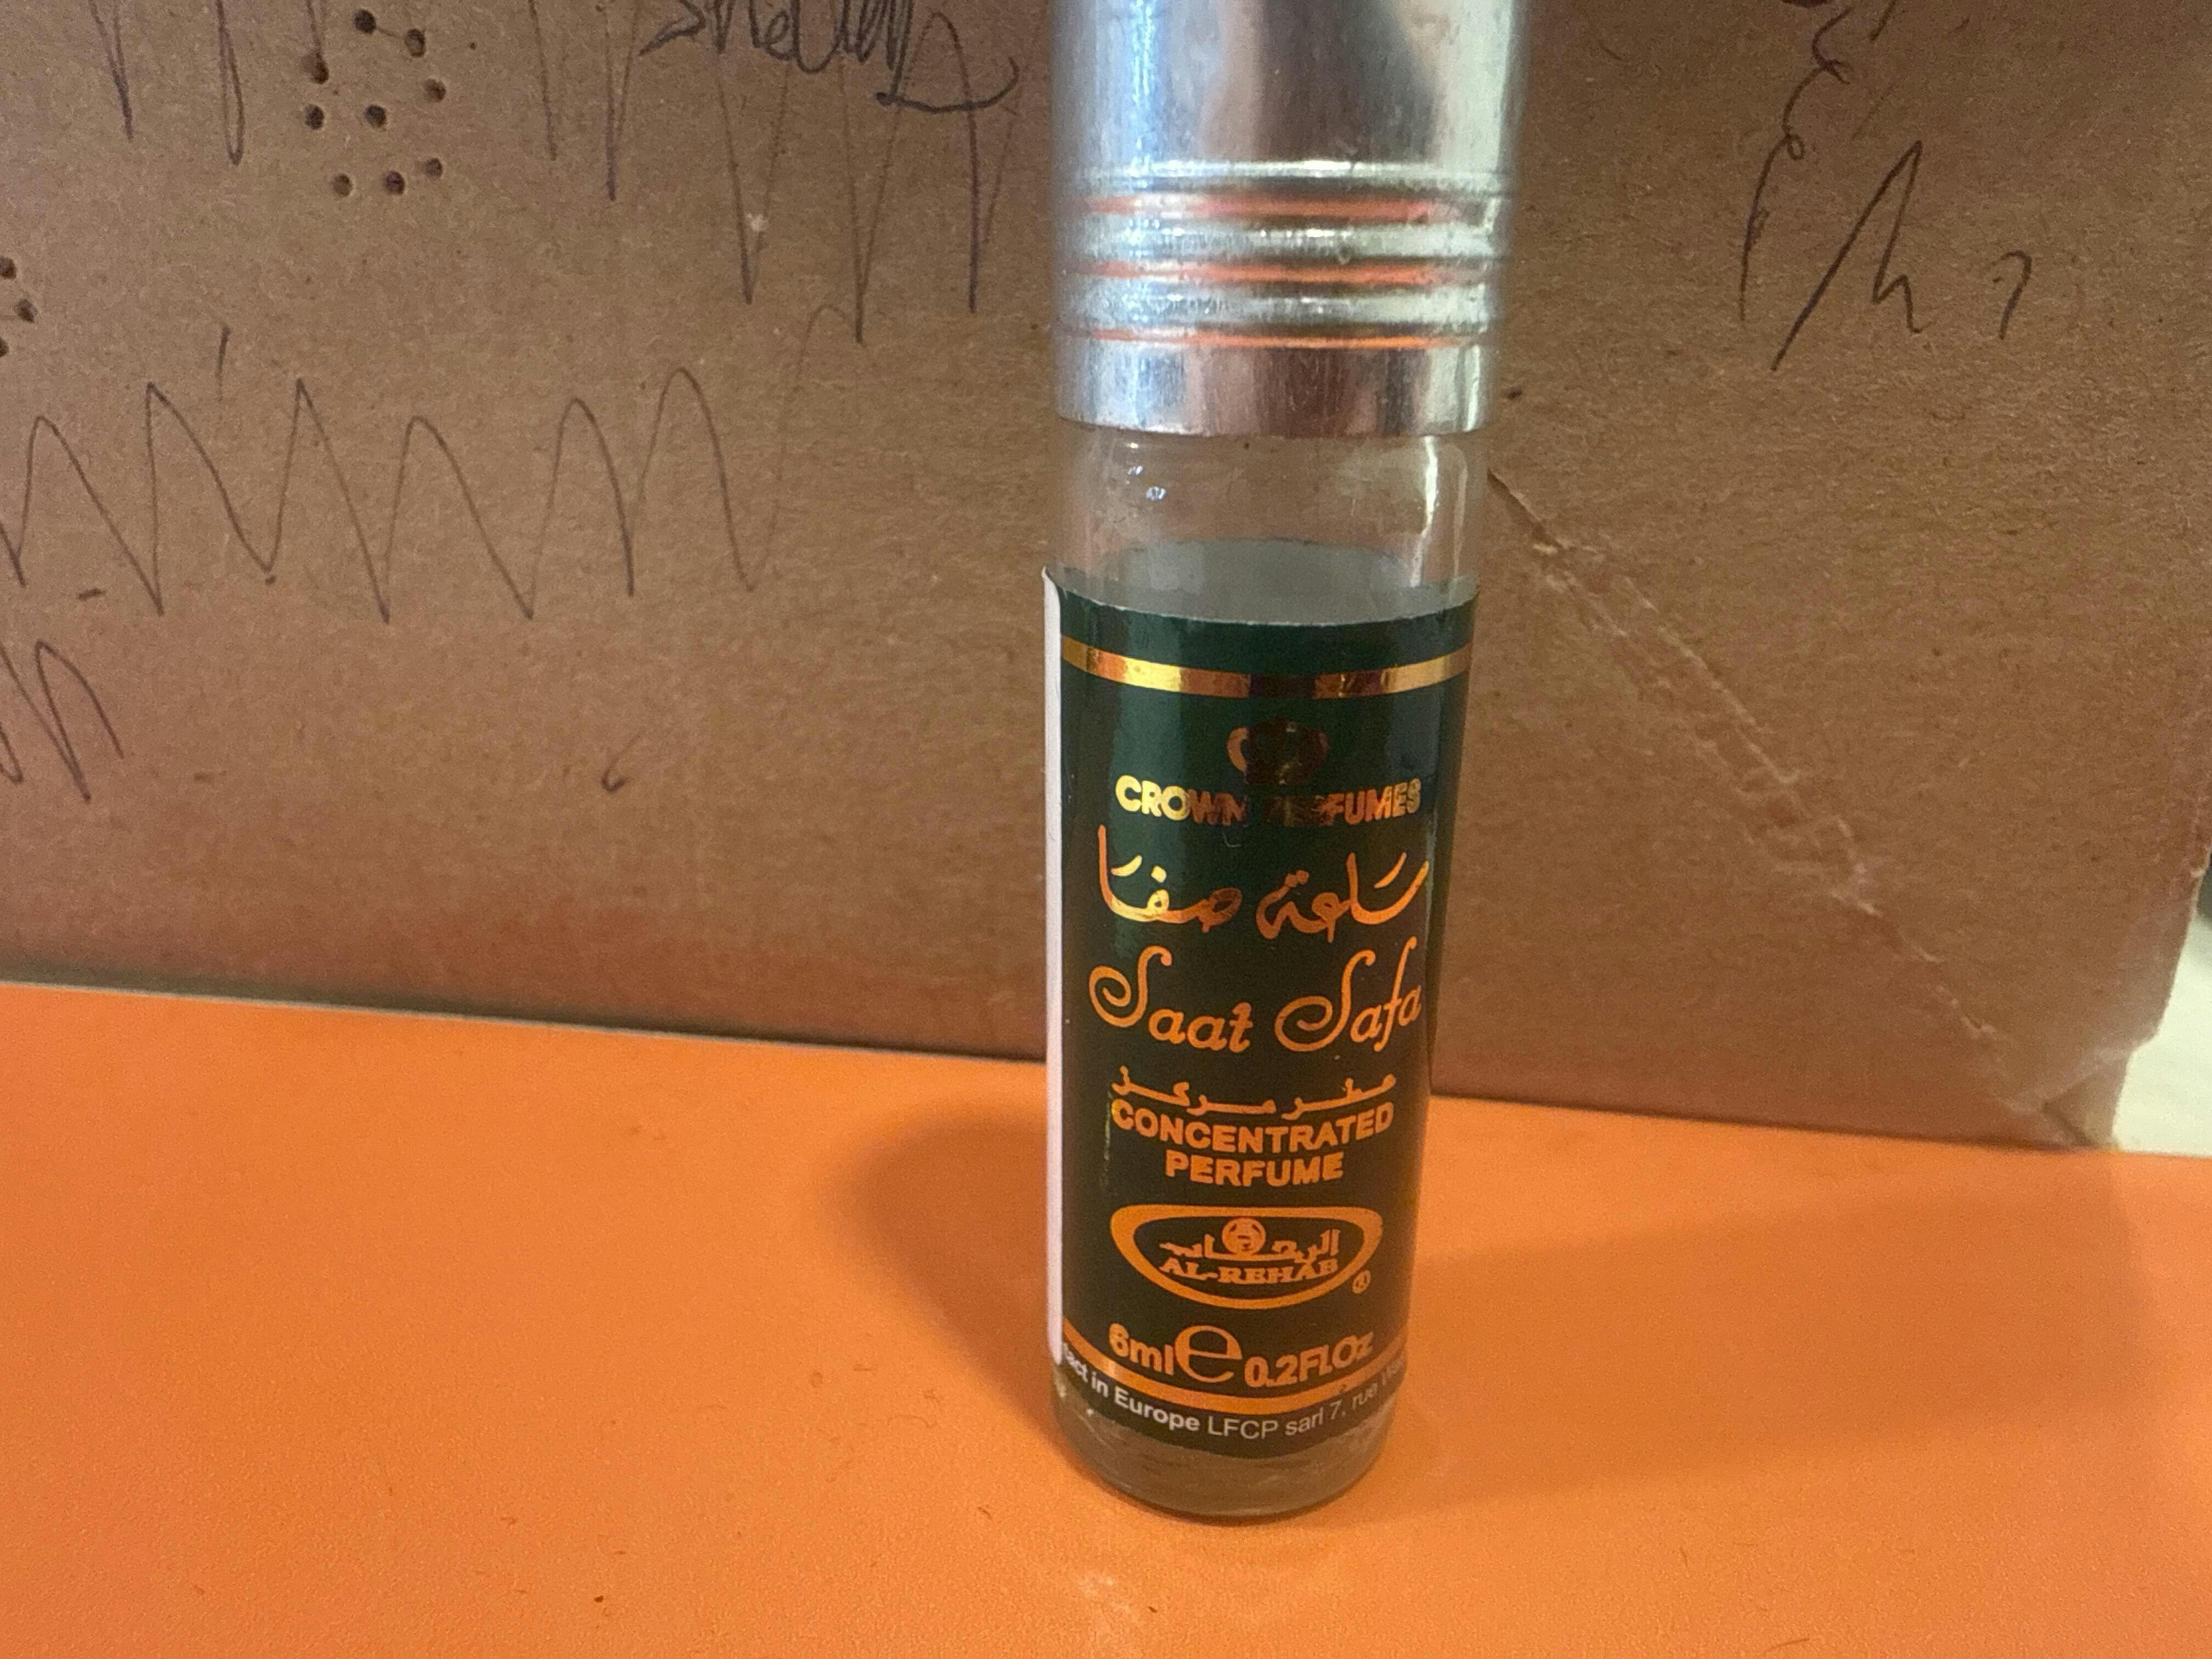 CROWN PERFUMES
ساعة صفا
Saat Safa
عطر مركز
CONCENTRATED
PERFUME
الرحاب
AL-REHAB
®
6ml e 0.2Fl.Oz
in Europe LFCP sarl 7, rue